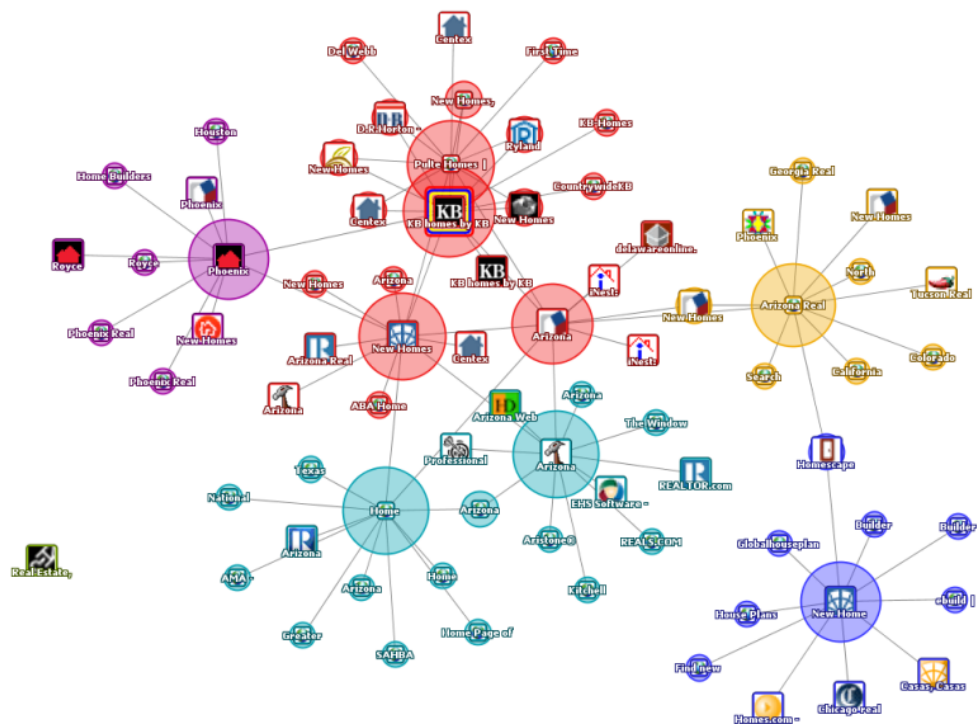 Centex
Del Webb
First Time
New Homes,
D.R.Horton -
KB Homes
Houston
Ryland
Pulte Homes |
New Homes
Home Builders
Georgia Real
CountrywideKB
Phoenix
Centex
KB homes by KB
New Homes
New Homes
Phoenix
delawareonline.
Royce
Royce
Phoenix
KB homes by KB
North
Arizona
New Homes
iNest:
Tucson Real
Arizona Real
New Homes
Phoenix Real
New Homes
New Homes
Arizona
Arizona Real
Centex
iNest:
Colorado
Phoenix Real
Search
California
Arizona
ABA Home
Arizona
Arizona Web
The Window
Professional
Homescape
Texas
Arizona
REALTOR.com
National
EHS Software -
Home
Arizona
Builder
Builder
Arizona
Aristone®
REALS.COM
Globalhouseplan
Real Estate,
AMA -
Arizona
Home
Kitchell
ebuild |
House Plans
New Home
Greater
Home Page of
SAHBA
Find new
Casas, Casas
Chicago real
Homes.com -